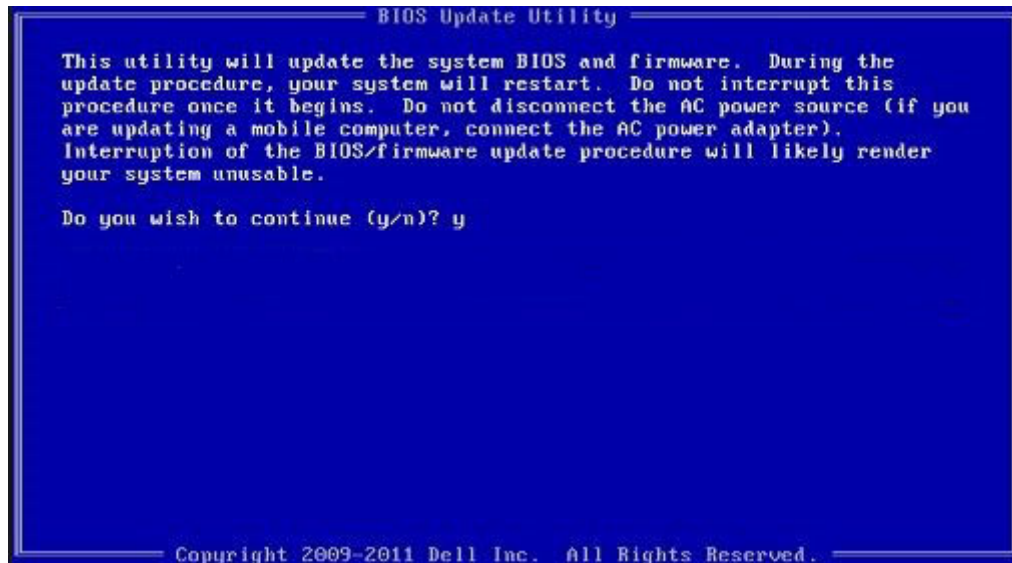 BIOS Update Utility
This utility will update the system BIOS and firmware.  During the
update procedure, your system will restart.  Do not interrupt this
procedure once it begins.  Do not disconnect the AC power source (if you
are updating a mobile computer, connect the AC power adapter).
Interruption of the BIOS/firmware update procedure will likely render
your system unusable.
Do you wish to continue (y/n)? y
Copyright 2009-2011 Dell Inc.  All Rights Reserved.